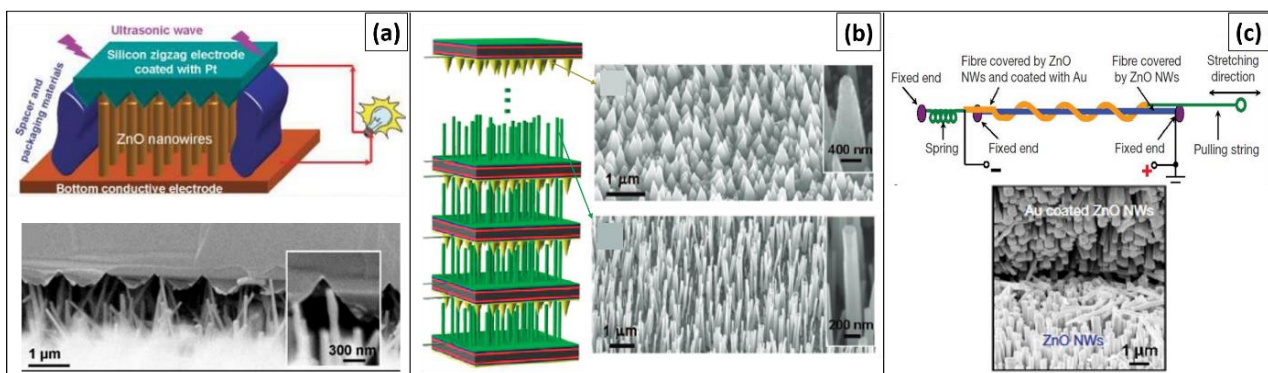 (a)
Ultrasonic wave
Silicon zigzag electrode
coated with Pt
Spacer and
packaging materials
ZnO nanowires
Bottom conductive electrode
1 µm
300 nm
(b)
400 nm
1 µm
200 nm
1 µm
(c)
Fixed end
Fibre covered by ZnO
NWs and coated with Au
Fibre covered
by ZnO NWs
Stretching
direction
Spring
Fixed end
Fixed end
Pulling string
-
+
Au coated ZnO NWs
ZnO NWs
1 µm